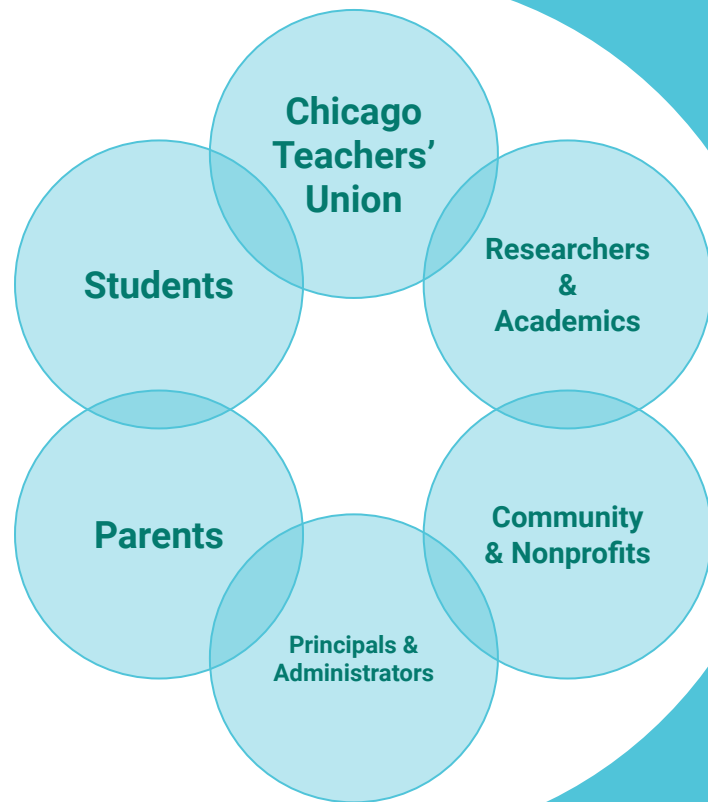 Chicago
Teachers’
Union
Researchers
&
Academics
Students
Parents
Community
& Nonprofits
Principals &
Administrators